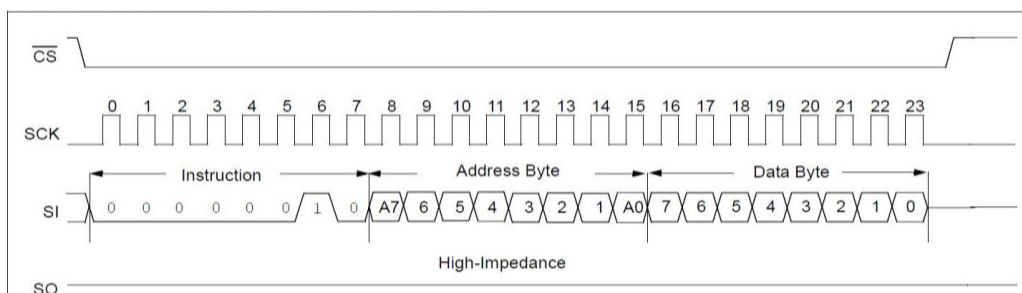 CS
0 1 2 3 4 5 6 7 8 9 10 11 12 13 14 15 16 17 18 19 20 21 22 23
SCK
Instruction Address Byte Data Byte
SI 0 0 0 0 0 0 1 0 A7 6 5 4 3 2 1 A0 7 6 5 4 3 2 1 0
High-Impedance
SO